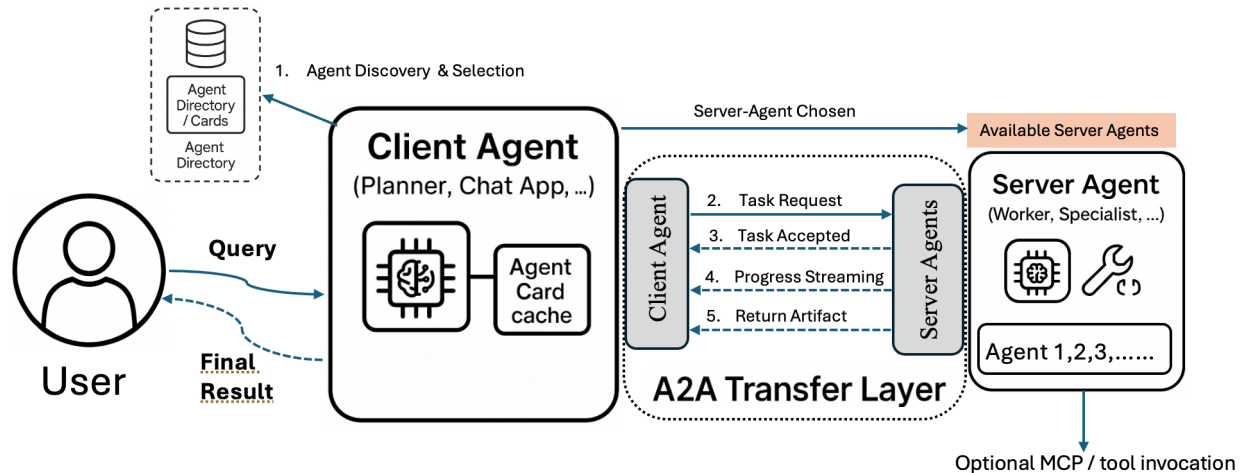 Agent
Directory
/ Cards
Agent
Directory
1. Agent Discovery & Selection
Client Agent
(Planner, Chat App, ...)
Agent
Card
cache
Query
Final
Result
User
Server-Agent Chosen
Available Server Agents
Client Agent
2. Task Request
3. Task Accepted
4. Progress Streaming
5. Return Artifact
Server Agents
A2A Transfer Layer
Server Agent
(Worker, Specialist, ...)
Agent 1,2,3,......
Optional MCP / tool invocation